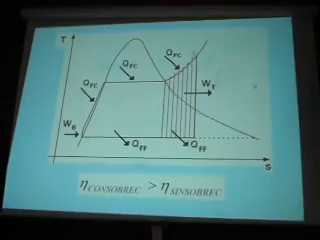 T
Q_FC
Q_FC
Q_FC
W_T
W_B
Q_FF
Q_FF
S
η_CONSOBREC > η_SINSOBREC